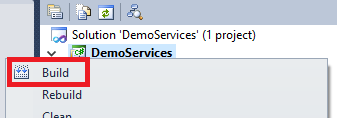 Solution 'DemoServices' (1 project)
DemoServices
Build
Rebuild
Clean